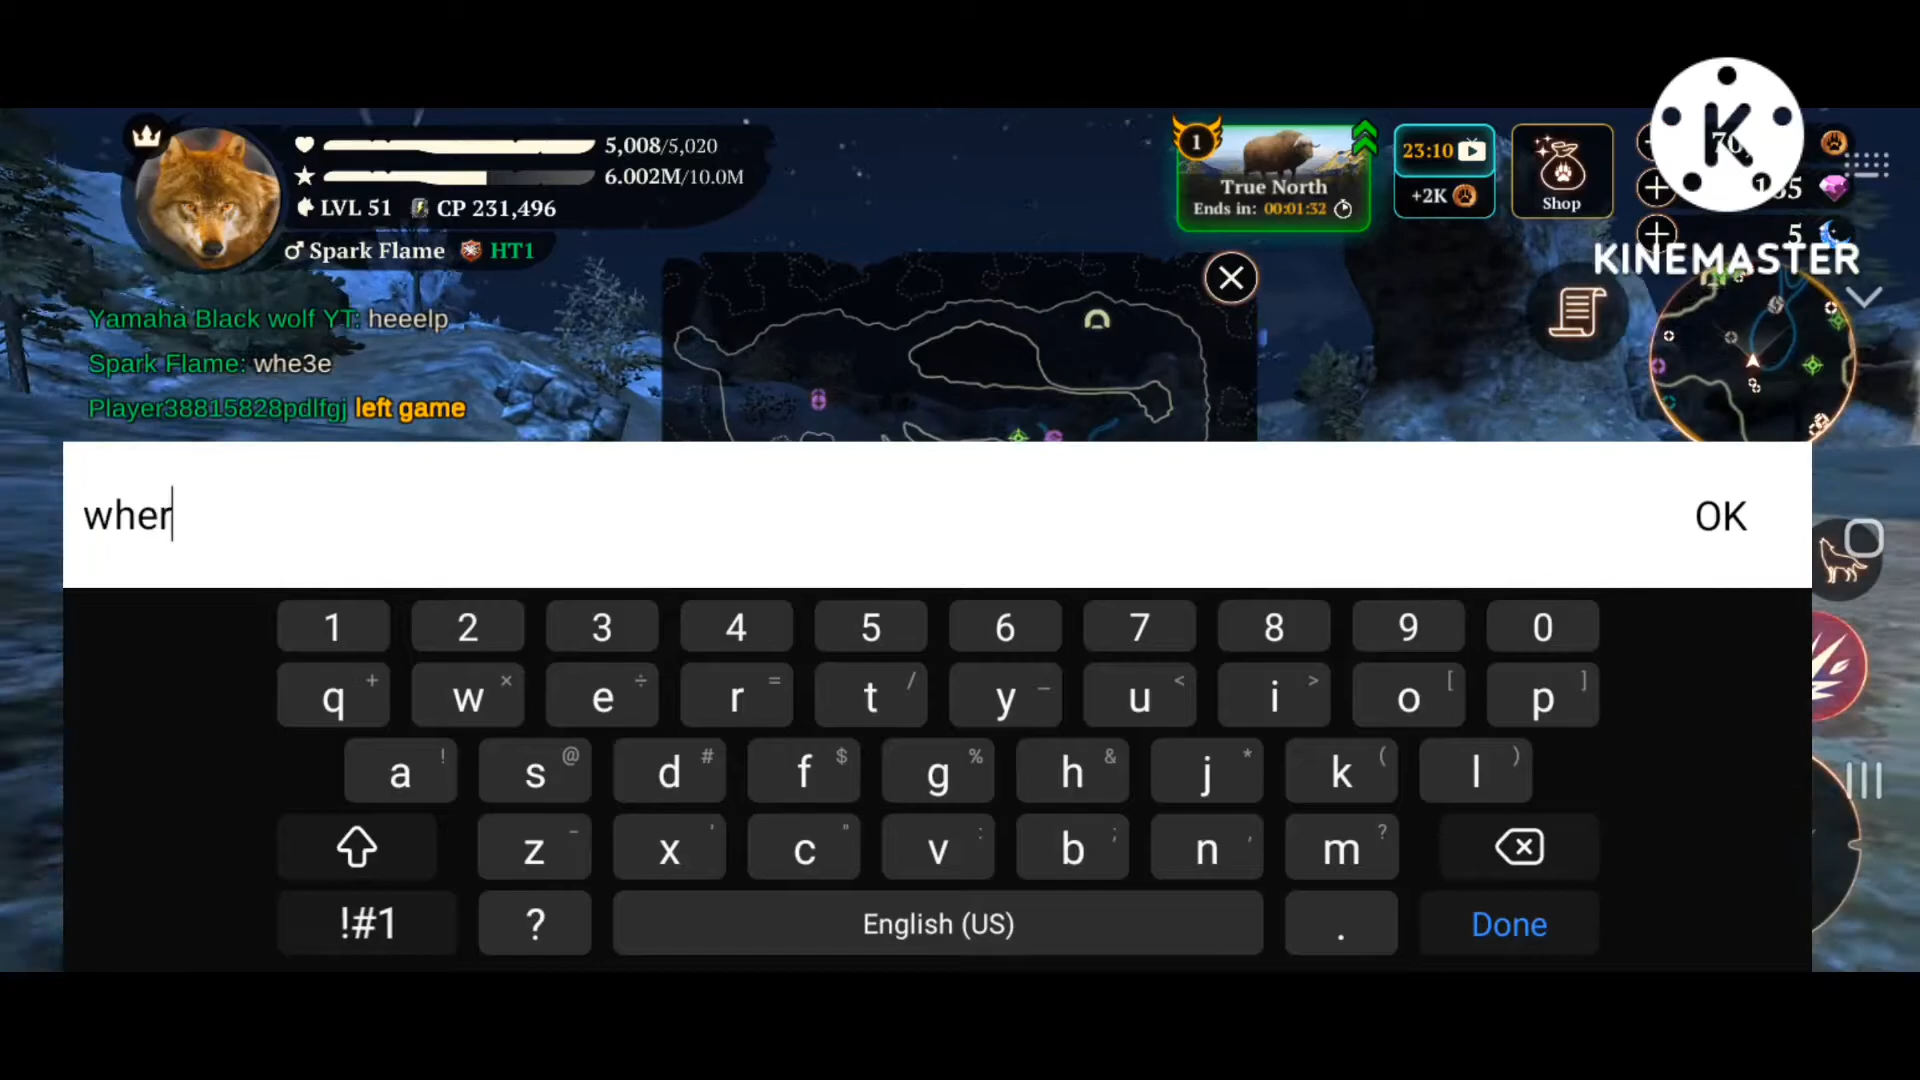 5,008/5,020
6.002M/10.0M
LVL 51 CP 231,496
Spark Flame HT1
1
True North
Ends in: 00:01:32
23:10
+2K
Shop
K
5
KINEMASTER
Yamaha Black wolf YT: heeelp
Spark Flame: whe3e
Player38815828pdlfgj left game
wher
OK
1 2 3 4 5 6 7 8 9 0
q + w × e ÷ r = t / y _ u < i > o [ p ]
a ! s @ d # f $ g % h & j * k ( l )
z - x ' c " v : b ; n , m ?
!#1 ? English (US) . Done